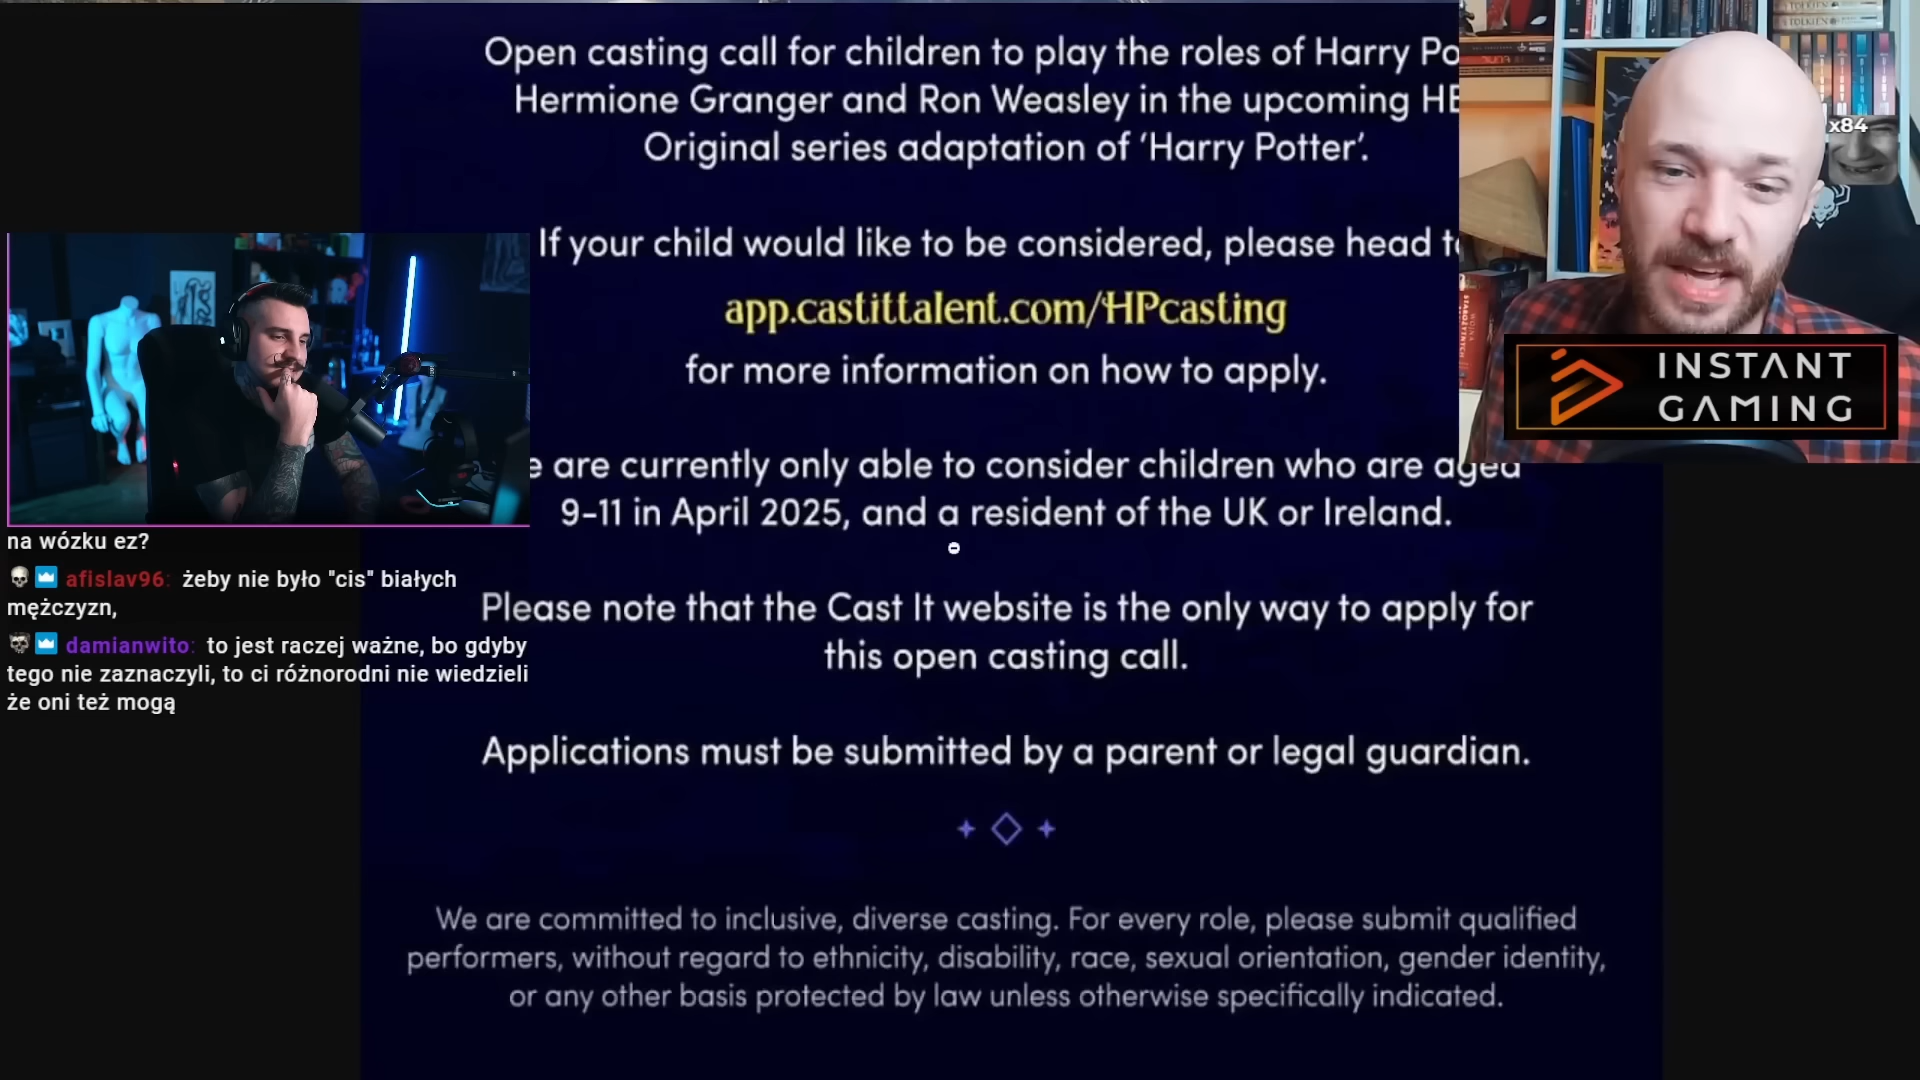 Open casting call for children to play the roles of Harry Po
Hermione Granger and Ron Weasley in the upcoming HB
Original series adaptation of ‘Harry Potter’.
x84
If your child would like to be considered, please head to
app.castittalent.com/HPcasting
for more information on how to apply.
INSTANT
GAMING
e are currently only able to consider children who are aged
9-11 in April 2025, and a resident of the UK or Ireland.
na wózku ez?
afislav96: żeby nie było "cis" białych
mężczyzn,
damianwito: to jest raczej ważne, bo gdyby
tego nie zaznaczyli, to ci różnorodni nie wiedzieli
że oni też mogą
Please note that the Cast It website is the only way to apply for
this open casting call.
Applications must be submitted by a parent or legal guardian.
We are committed to inclusive, diverse casting. For every role, please submit qualified
performers, without regard to ethnicity, disability, race, sexual orientation, gender identity,
or any other basis protected by law unless otherwise specifically indicated.
TOLKIEN
TOLKIEN